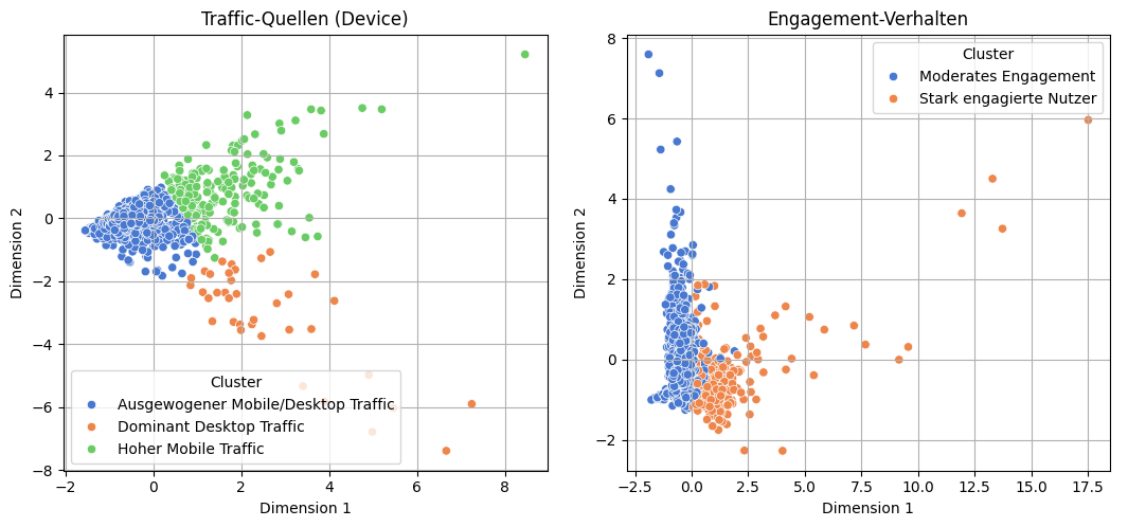 Traffic-Quellen (Device)
Dimension 2
4
2
0
−2
−4
−6
−8
Cluster
Ausgewogener Mobile/Desktop Traffic
Dominant Desktop Traffic
Hoher Mobile Traffic
−2
0
2
4
6
8
Dimension 1
Engagement-Verhalten
Dimension 2
8
6
4
2
0
−2
Cluster
Moderates Engagement
Stark engagierte Nutzer
−2.5
0.0
2.5
5.0
7.5
10.0
12.5
15.0
17.5
Dimension 1